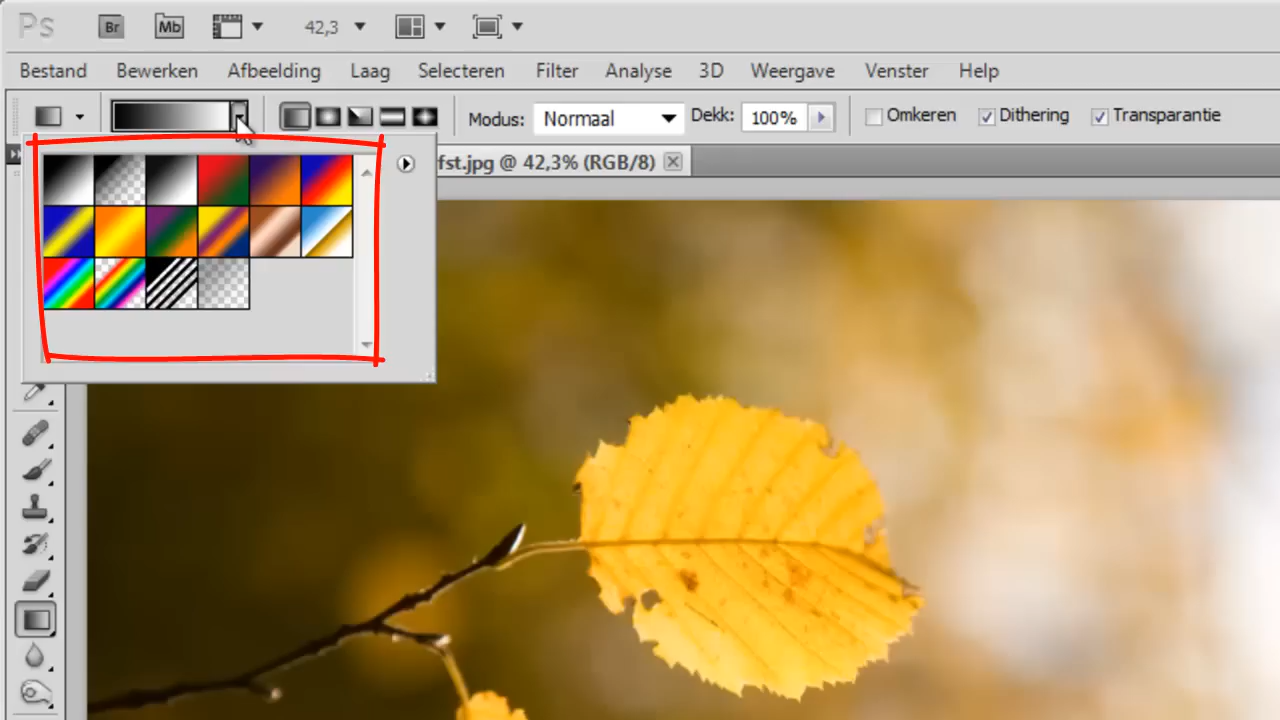 Ps Br Mb 42,3
Bestand Bewerken Afbeelding Laag Selecteren Filter Analyse 3D Weergave Venster Help
Modus: Normaal Dekk: 100% Omkeren Dithering Transparantie
fst.jpg @ 42,3% (RGB/8)